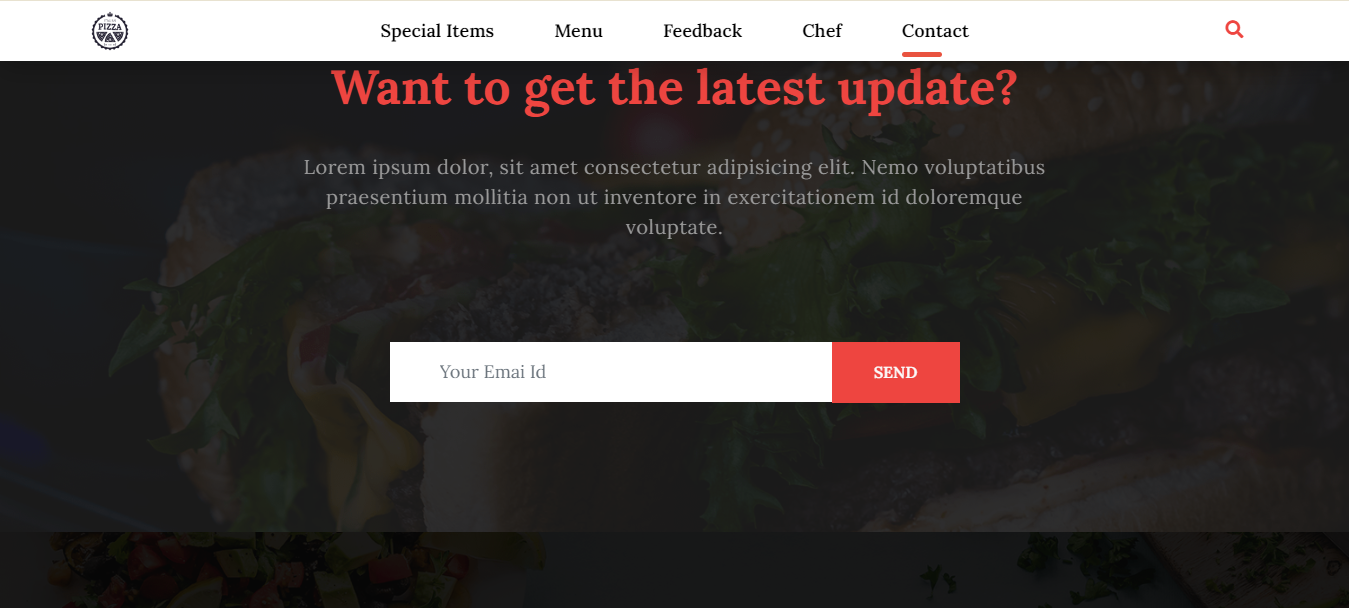 PIZZA
Special Items Menu Feedback Chef Contact
Want to get the latest update?
Lorem ipsum dolor, sit amet consectetur adipisicing elit. Nemo voluptatibus
praesentium mollitia non ut inventore in exercitationem id doloremque
voluptate.
Your Emai Id SEND